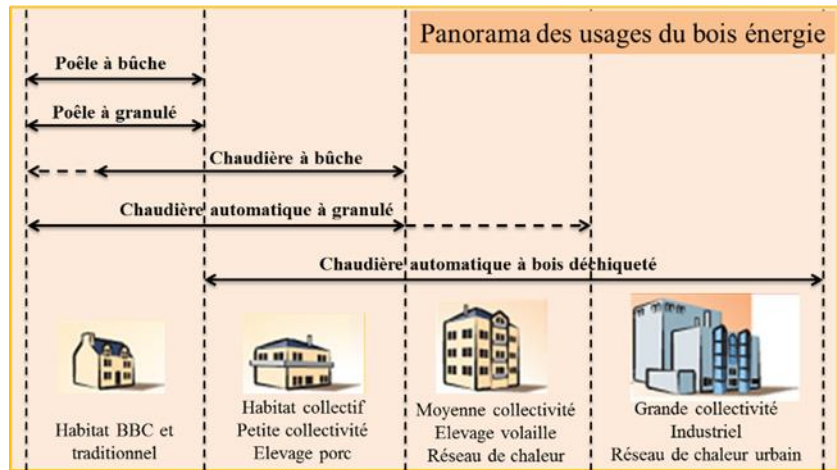 Panorama des usages du bois énergie
Poêle à bûche
Poêle à granulé
Chaudière à bûche
Chaudière automatique à granulé
Chaudière automatique à bois déchiqueté
Habitat BBC et
traditionnel
Habitat collectif
Petite collectivité
Elevage porc
Moyenne collectivité
Elevage volaille
Réseau de chaleur
Grande collectivité
Industriel
Réseau de chaleur urbain